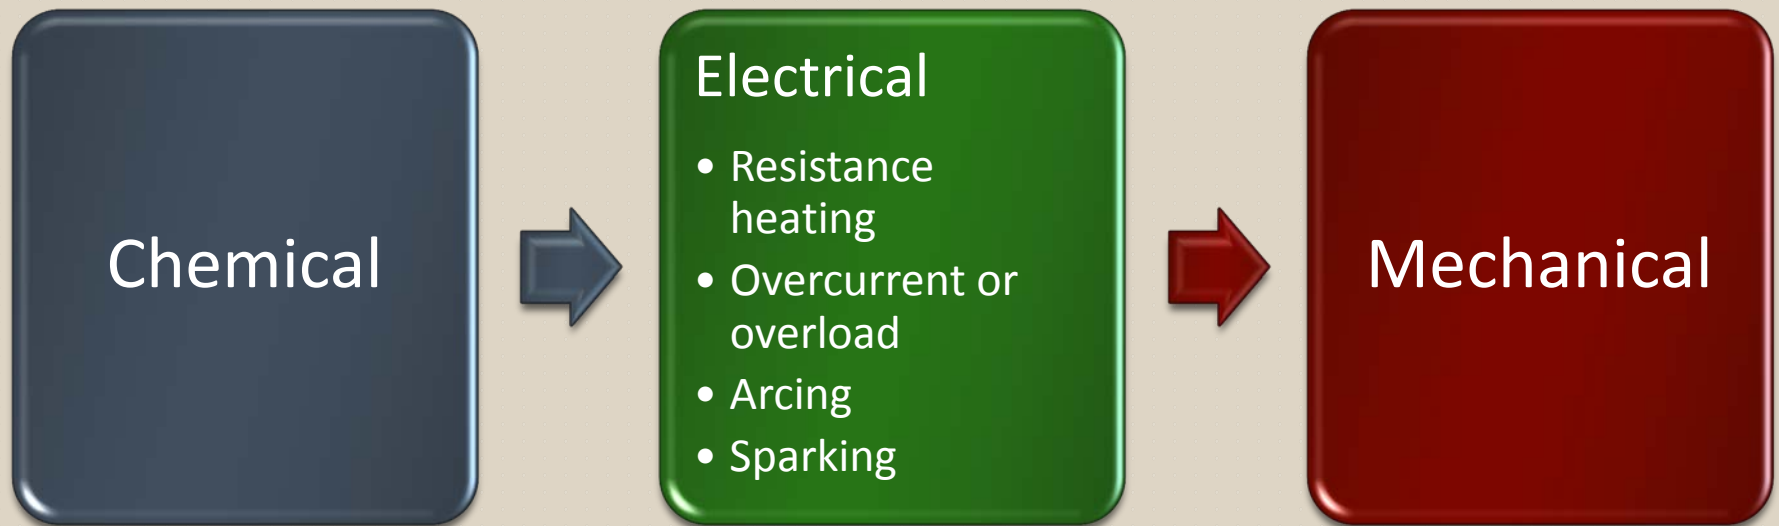 Chemical
Electrical
• Resistance
heating
• Overcurrent or
overload
• Arcing
• Sparking
Mechanical